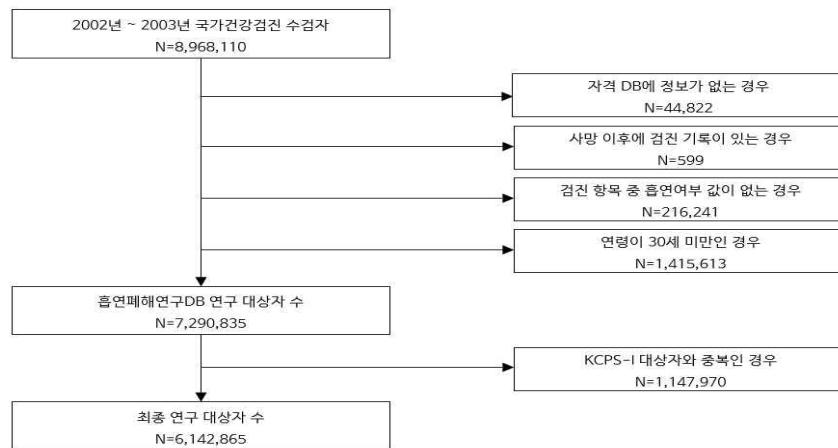 2002년 ~ 2003년 국가건강검진 수검자
N=8,968,110
자격 DB에 정보가 없는 경우
N=44,822
사망 이후에 검진 기록이 있는 경우
N=599
검진 항목 중 흡연여부 값이 없는 경우
N=216,241
연령이 30세 미만인 경우
N=1,415,613
흡연폐해연구DB 연구 대상자 수
N=7,290,835
KCPS-I 대상자와 중복인 경우
N=1,147,970
최종 연구 대상자 수
N=6,142,865